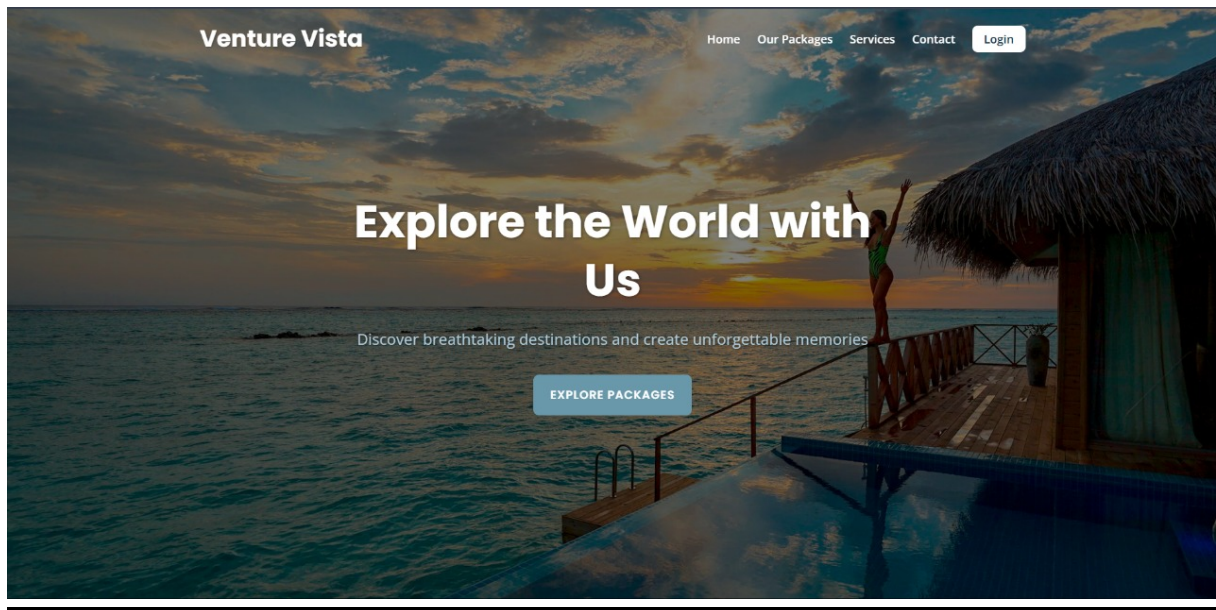 Venture Vista
Home Our Packages Services Contact Login
Explore the World with
Us
Discover breathtaking destinations and create unforgettable memories
EXPLORE PACKAGES